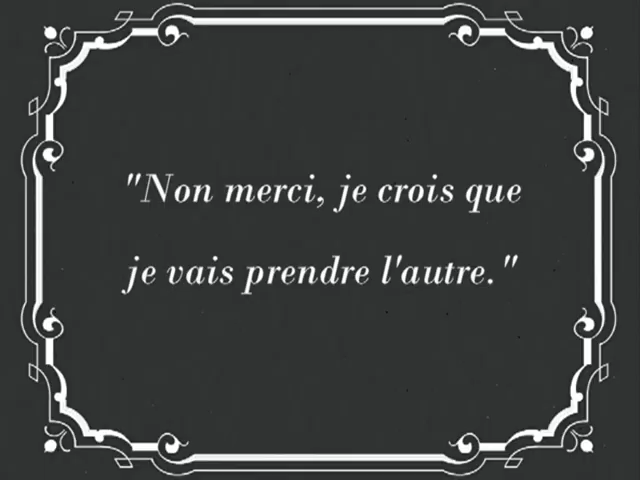 "Non merci, je crois que
je vais prendre l'autre."